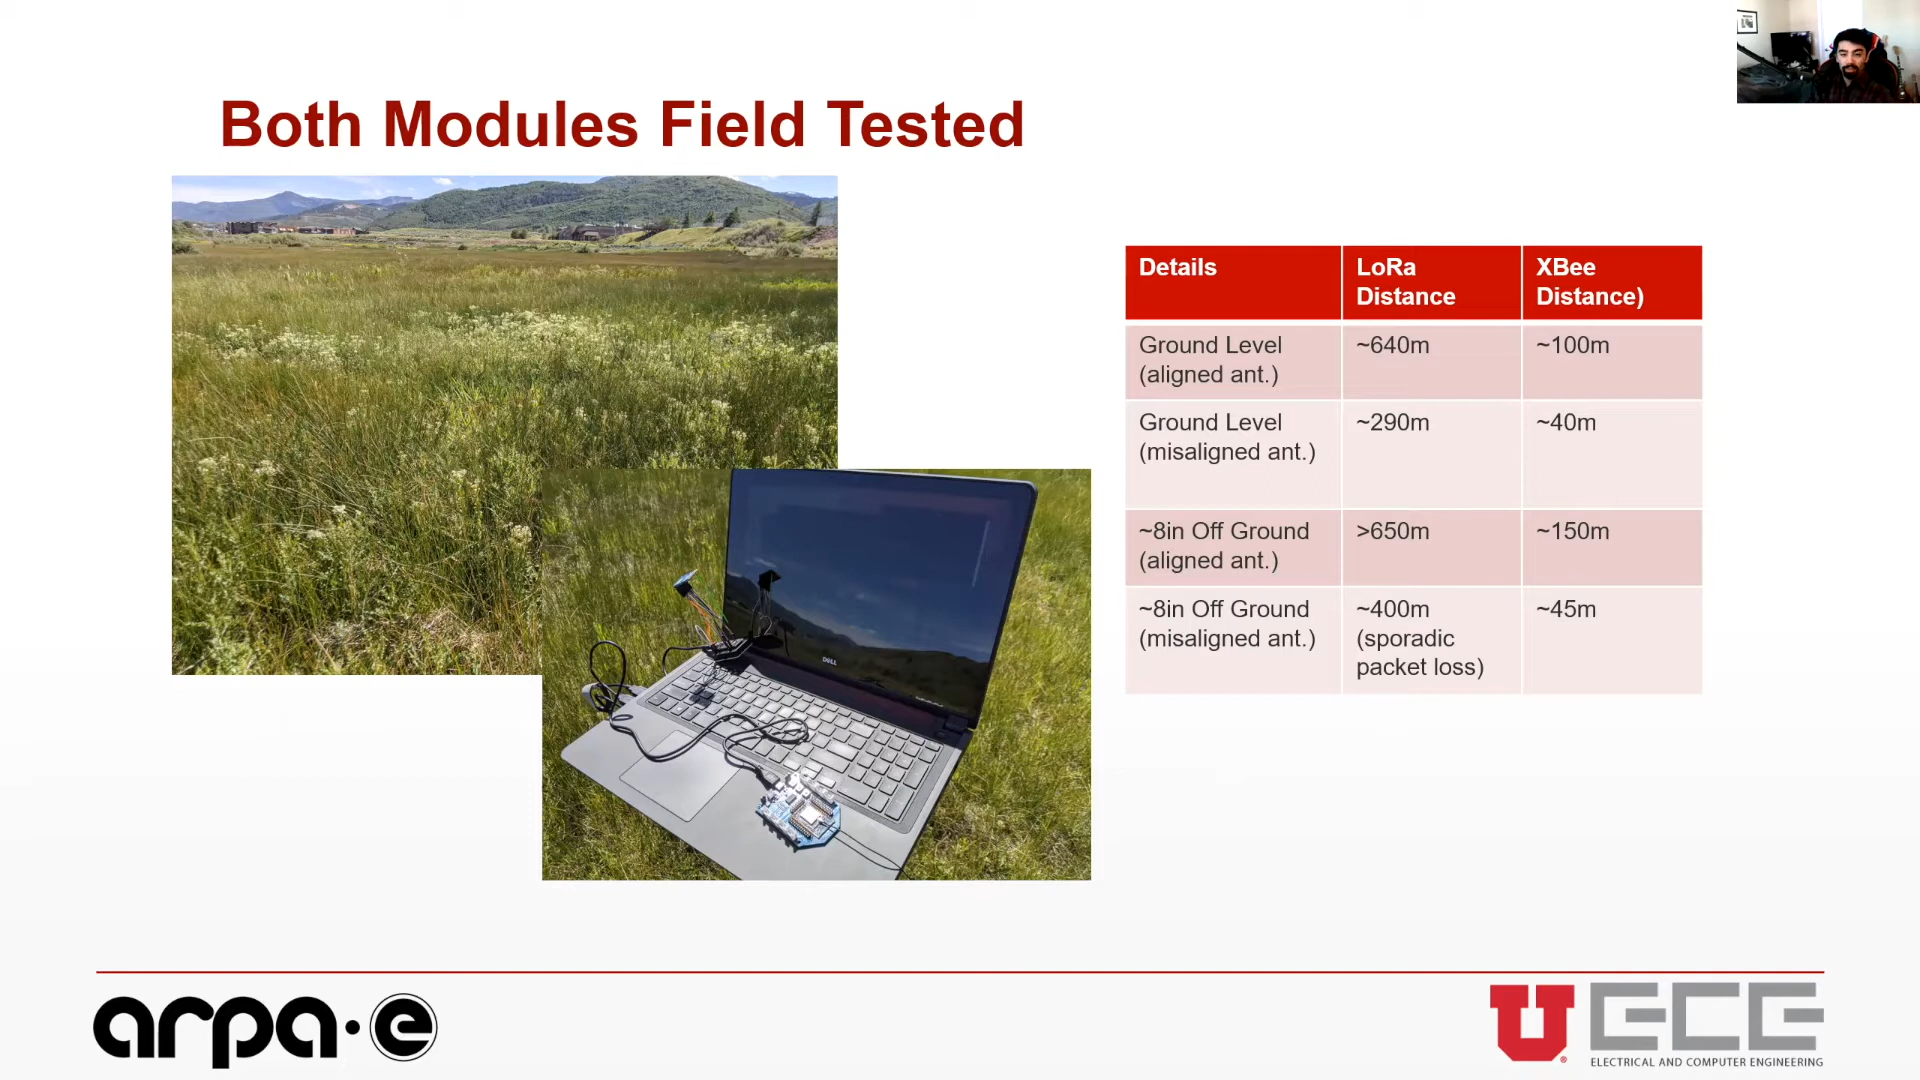 Both Modules Field Tested
Details
LoRa
Distance
XBee
Distance)
Ground Level
(aligned ant.)
~640m
~100m
Ground Level
(misaligned ant.)
~290m
~40m
~8in Off Ground
(aligned ant.)
>650m
~150m
~8in Off Ground
(misaligned ant.)
~400m
(sporadic
packet loss)
~45m
DELL
arpa·e
U ECE
ELECTRICAL AND COMPUTER ENGINEERING